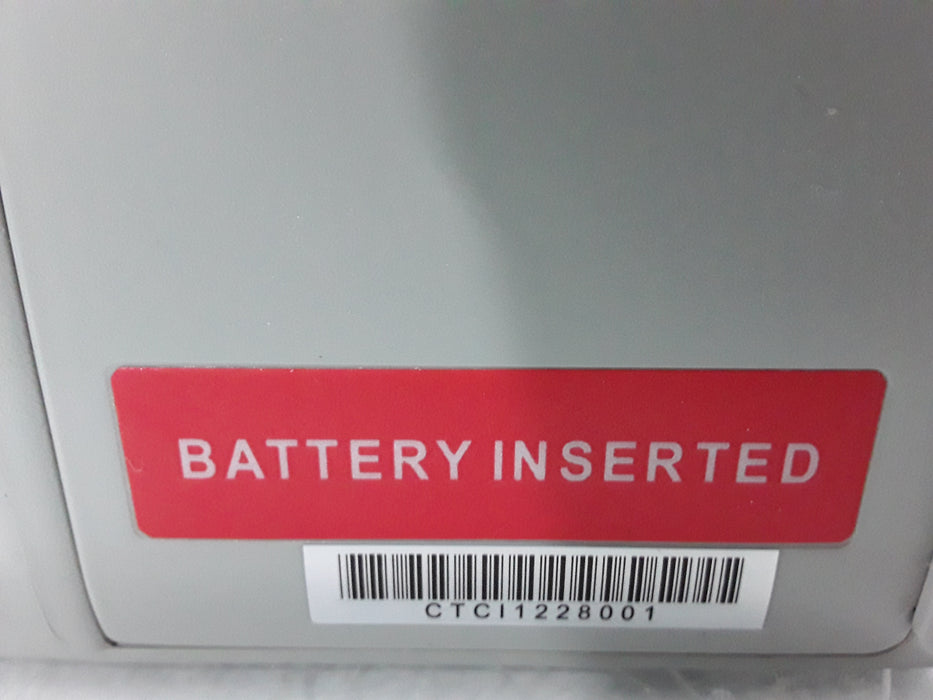 BATTERY INSERTED
CTCI1228001